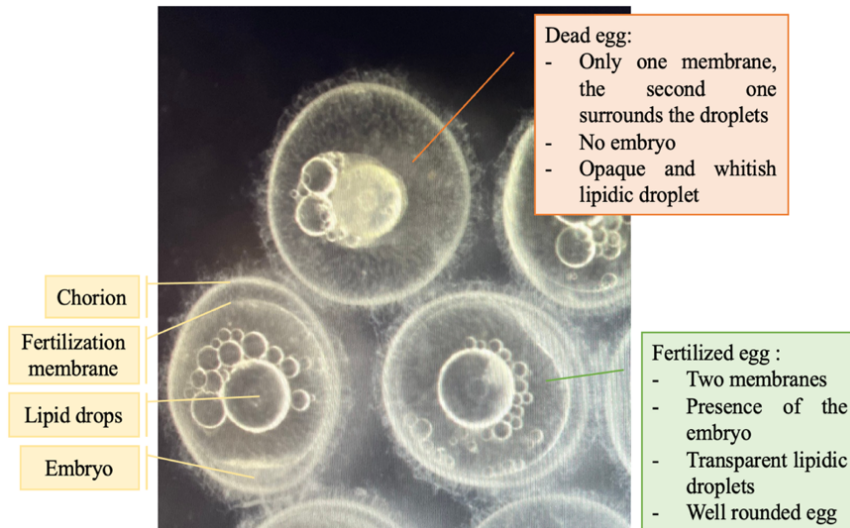 Dead egg:
- Only one membrane,
the second one
surrounds the droplets
- No embryo
- Opaque and whitish
lipidic droplet
Chorion
Fertilization
membrane
Lipid drops
Embryo
Fertilized egg :
- Two membranes
- Presence of the
embryo
- Transparent lipidic
droplets
- Well rounded egg